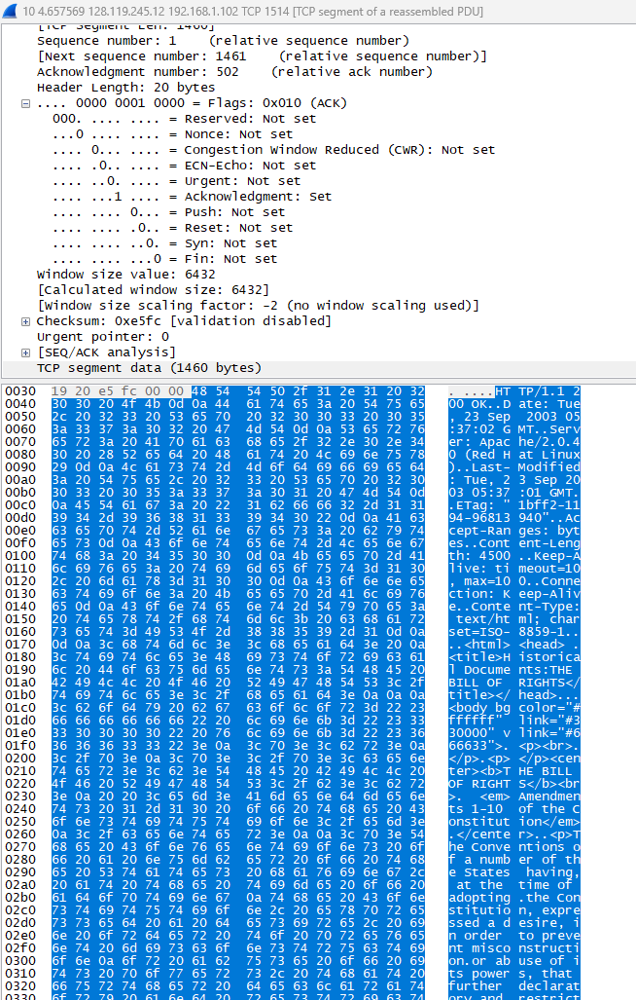 10 4.657569 128.119.245.12 192.168.1.102 TCP 1514 [TCP segment of a reassembled PDU]
[TCP Segment Len: 1460]
Sequence number: 1    (relative sequence number)
[Next sequence number: 1461    (relative sequence number)]
Acknowledgment number: 502    (relative ack number)
Header Length: 20 bytes
.... 0000 0001 0000 = Flags: 0x010 (ACK)
000. .... .... = Reserved: Not set
...0 .... .... = Nonce: Not set
.... 0... .... = Congestion Window Reduced (CWR): Not set
.... .0.. .... = ECN-Echo: Not set
.... ..0. .... = Urgent: Not set
.... ...1 .... = Acknowledgment: Set
.... .... 0... = Push: Not set
.... .... .0.. = Reset: Not set
.... .... ..0. = Syn: Not set
.... .... ...0 = Fin: Not set
Window size value: 6432
[Calculated window size: 6432]
[Window size scaling factor: -2 (no window scaling used)]
Checksum: 0xe5fc [validation disabled]
Urgent pointer: 0
[SEQ/ACK analysis]
TCP segment data (1460 bytes)
0030 19 20 e5 fc 00 00 48 54 54 50 2f 31 2e 31 20 32 . ....HT TP/1.1 2
0040 30 30 20 4f 4b 0d 0a 44 61 74 65 3a 20 54 75 65 00 OK..D ate: Tue
0050 2c 20 32 33 20 53 65 70 20 32 30 30 33 20 30 35 , 23 Sep 2003 05
0060 3a 33 37 3a 30 32 20 47 4d 54 0d 0a 53 65 72 76 :37:02 G MT..Serv
0070 65 72 3a 20 41 70 61 63 68 65 2f 32 2e 30 2e 34 er: Apac he/2.0.4
0080 30 20 28 52 65 64 20 48 61 74 20 4c 69 6e 75 78 0 (Red H at Linux
0090 29 0d 0a 4c 61 73 74 2d 4d 6f 64 69 66 69 65 64 )..Last- Modified
00a0 3a 20 54 75 65 2c 20 32 33 20 53 65 70 20 32 30 : Tue, 2 3 Sep 20
00b0 30 33 20 30 35 3a 33 37 3a 30 31 20 47 4d 54 0d 03 05:37 :01 GMT.
00c0 0a 45 54 61 67 3a 20 22 31 62 66 66 32 2d 31 31 .ETag: " 1bff2-11
00d0 39 34 2d 39 36 38 31 33 39 34 30 22 0d 0a 41 63 94-96813 940"..Ac
00e0 63 65 70 74 2d 52 61 6e 67 65 73 3a 20 62 79 74 cept-Ran ges: byt
00f0 65 73 0d 0a 43 6f 6e 74 65 6e 74 2d 4c 65 6e 67 es..Cont ent-Leng
0100 74 68 3a 20 34 35 30 30 0d 0a 4b 65 65 70 2d 41 th: 4500 ..Keep-A
0110 6c 69 76 65 3a 20 74 69 6d 65 6f 75 74 3d 31 30 live: ti meout=10
0120 2c 20 6d 61 78 3d 31 30 30 0d 0a 43 6f 6e 6e 65 , max=10 0..Conne
0130 63 74 69 6f 6e 3a 20 4b 65 65 70 2d 41 6c 69 76 ction: K eep-Aliv
0140 65 0d 0a 43 6f 6e 74 65 6e 74 2d 54 79 70 65 3a e..Conte nt-Type:
0150 20 74 65 78 74 2f 68 74 6d 6c 3b 20 63 68 61 72 text/ht ml; char
0160 73 65 74 3d 49 53 4f 2d 38 38 35 39 2d 31 0d 0a set=ISO- 8859-1..
0170 0d 0a 3c 68 74 6d 6c 3e 3c 68 65 61 64 3e 20 0a ..<html> <head> .
0180 3c 74 69 74 6c 65 3e 48 69 73 74 6f 72 69 63 61 <title>H istorica
0190 6c 20 44 6f 63 75 6d 65 6e 74 73 3a 54 48 45 20 l Docume nts:THE
01a0 42 49 4c 4c 20 4f 46 20 52 49 47 48 54 53 3c 2f BILL OF RIGHTS</
01b0 74 69 74 6c 65 3e 3c 2f 68 65 61 64 3e 0a 0a 0a title></ head>...
01c0 3c 62 6f 64 79 20 62 67 63 6f 6c 6f 72 3d 22 23 <body bg color="#
01d0 66 66 66 66 66 66 22 20 6c 69 6e 6b 3d 22 23 33 ffffff" link="#3
01e0 33 30 30 30 30 22 20 76 6c 69 6e 6b 3d 22 23 36 30000" v link="#6
01f0 36 36 36 33 33 22 3e 0a 3c 70 3e 3c 62 72 3e 0a 66633">. <p><br>.
0200 3c 2f 70 3e 0a 3c 70 3e 3c 2f 70 3e 3c 63 65 6e </p>.<p> </p><cen
0210 74 65 72 3e 3c 62 3e 54 48 45 20 42 49 4c 4c 20 ter><b>T HE BILL
0220 4f 46 20 52 49 47 48 54 53 3c 2f 62 3e 3c 62 72 OF RIGHT S</b><br
0230 3e 0a 20 20 3c 65 6d 3e 41 6d 65 6e 64 6d 65 6e >.  <em> Amendmen
0240 74 73 20 31 2d 31 30 20 6f 66 20 74 68 65 20 43 ts 1-10 of the C
0250 6f 6e 73 74 69 74 75 74 69 6f 6e 3c 2f 65 6d 3e onstitut ion</em>
0260 0a 3c 2f 63 65 6e 74 65 72 3e 0a 0a 3c 70 3e 54 .</cente r>..<p>T
0270 68 65 20 43 6f 6e 76 65 6e 74 69 6f 6e 73 20 6f he Conve ntions o
0280 66 20 61 20 6e 75 6d 62 65 72 20 6f 66 20 74 68 f a numb er of th
0290 65 20 53 74 61 74 65 73 20 68 61 76 69 6e 67 2c e States having,
02a0 20 61 74 20 74 68 65 20 74 69 6d 65 20 6f 66 20 at the time of
02b0 61 64 6f 70 74 69 6e 67 0a 74 68 65 20 43 6f 6e adopting .the Con
02c0 73 74 69 74 75 74 69 6f 6e 2c 20 65 78 70 72 65 stitutio n, expre
02d0 73 73 65 64 20 61 20 64 65 73 69 72 65 2c 20 69 ssed a d esire, i
02e0 6e 20 6f 72 64 65 72 20 74 6f 20 70 72 65 76 65 n order to preve
02f0 6e 74 20 6d 69 73 63 6f 6e 73 74 72 75 63 74 69 nt misco nstructi
0300 6f 6e 0a 6f 72 20 61 62 75 73 65 20 6f 66 20 69 on.or ab use of i
0310 74 73 20 70 6f 77 65 72 73 2c 20 74 68 61 74 20 ts power s, that
0320 66 75 72 74 68 65 72 20 64 65 63 6c 61 72 61 74 further declarat
0330 6f 72 79 20 61 6e 64 20 72 65 73 74 72 69 63 74 ory and restrict